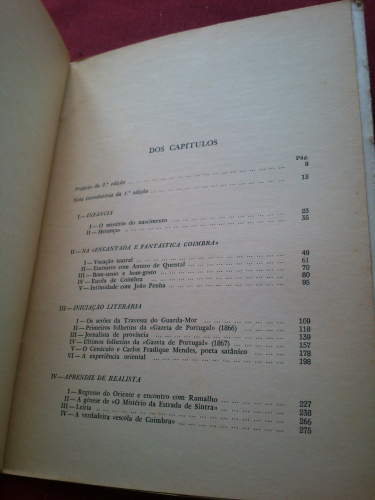 DOS CAPÍTULOS
Pág.
Prefácio da 2.ª edição ... 9
Nota introdutória da 1.ª edição ... 13
I — INFÂNCIA
I — O mistério do nascimento ... 23
II — Heranças ... 35
II — NA «ENCANTADA E FANTÁSTICA COIMBRA»
I — Vocação teatral ... 49
II — Encontro com Antero de Quental ... 61
III — Bom-senso e bom-gosto ... 70
IV — Escola de Coimbra ... 80
V — Intimidade com João Penha ... 95
III — INICIAÇÃO LITERÁRIA
I — Os serões da Travessa do Guarda-Mor ... 109
II — Primeiros folhetins da «Gazeta de Portugal» (1866) ... 118
III — Jornalista de província ... 139
IV — Últimos folhetins da «Gazeta de Portugal» (1867) ... 157
V — O Cenáculo e Carlos Fradique Mendes, poeta satânico ... 178
VI — A experiência oriental ... 198
IV — APRENDIZ DE REALISTA
I — Regresso do Oriente e encontro com Ramalho ... 227
II — A génese de «O Mistério da Estrada de Sintra» ... 238
III — Leiria ... 266
IV — A verdadeira «escola de Coimbra» ... 275